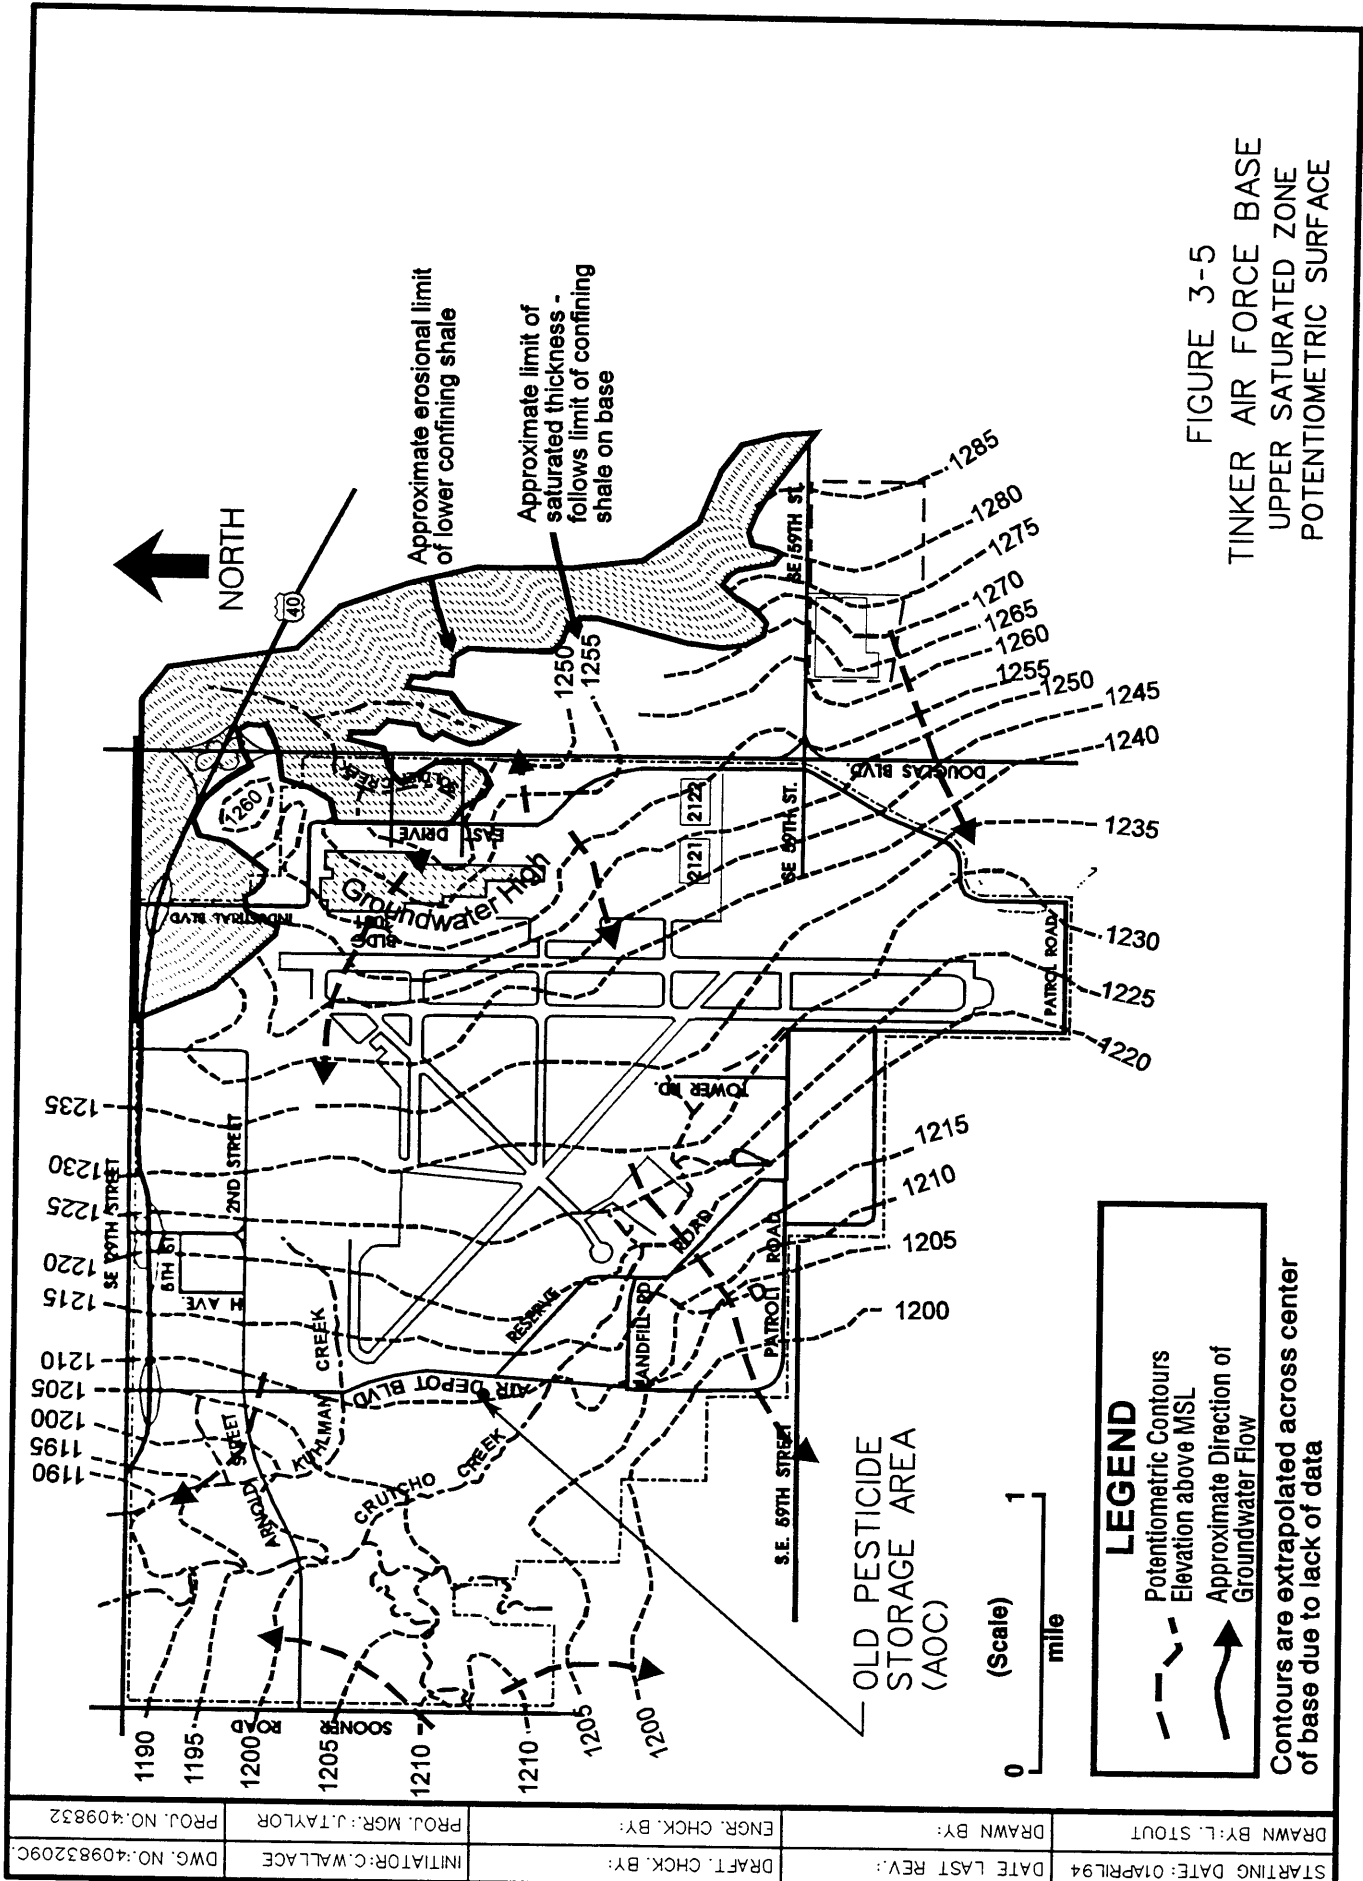 FIGURE 3-5
TINKER AIR FORCE BASE
UPPER SATURATED ZONE
POTENTIOMETRIC SURFACE
NORTH
40
Approximate erosional limit
of lower confining shale
Approximate limit of
saturated thickness -
follows limit of confining
shale on base
1250
1255
1260
SOLDIER CREEK
EAST DRIVE
Groundwater High
INDUSTRIAL BLVD
BLDG
3001
2122
2121
SE 59TH ST.
SE 59TH ST.
DOUGLAS BLVD
1285
1280
1275
1270
1265
1260
1255
1250
1245
1240
1235
1230
1225
1220
PATROL ROAD
TOWER RD.
1215
1210
1205
1200
1235
1230
1225
1220
1215
1210
1205
1200
1195
1190
SE 29TH STREET
2ND STREET
5TH ST
H AVE.
KUHLMAN CREEK
CRUTCHO CREEK
ARNOLD STREET
AIR DEPOT BLVD
RESERVE ROAD
LANDFILL RD
PATROL ROAD
S.E. 59TH STREET
SOONER ROAD
1190
1195
1200
1205
1210
1210
1205
1200
OLD PESTICIDE
STORAGE AREA
(AOC)
(Scale)
0
1
mile
LEGEND
Potentiometric Contours
Elevation above MSL
Approximate Direction of
Groundwater Flow
Contours are extrapolated across center
of base due to lack of data
STARTING DATE: 01APRIL94
DATE LAST REV.:
DRAFT. CHCK. BY:
INITIATOR: C.WALLACE
DWG. NO.:40983209C.
DRAWN BY: L. STOUT
DRAWN BY:
ENGR. CHCK. BY:
PROJ. MGR.: J.TAYLOR
PROJ. NO.:409832